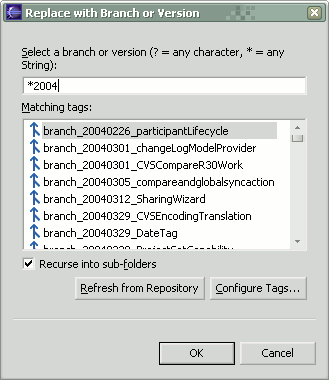 Replace with Branch or Version
Select a branch or version (? = any character, * = any
String):
*2004
Matching tags:
branch_20040226_participantLifecycle
branch_20040301_changeLogModelProvider
branch_20040301_CVSCompareR30Work
branch_20040305_compareandglobalsyncaction
branch_20040312_SharingWizard
branch_20040329_CVSEncodingTranslation
branch_20040329_DateTag
Recurse into sub-folders
Refresh from Repository
Configure Tags...
OK
Cancel